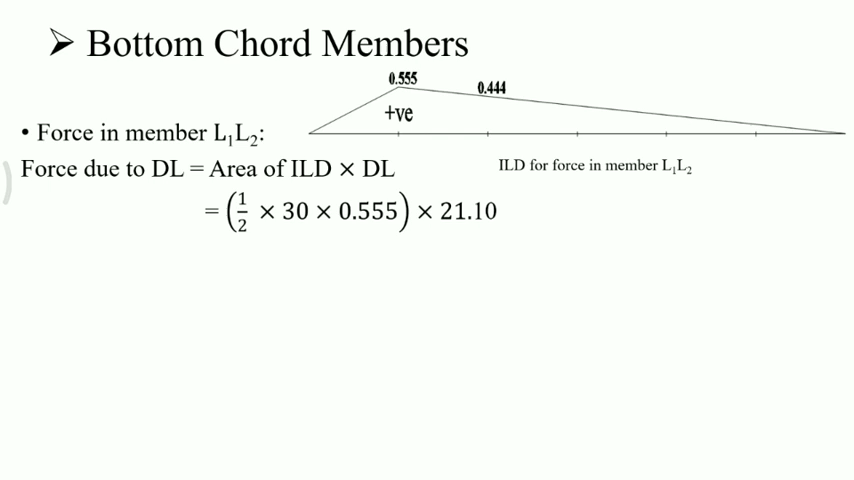 ➢ Bottom Chord Members
0.555
0.444
+ve
• Force in member L₁L₂:
Force due to DL = Area of ILD × DL
ILD for force in member L₁L₂
= (1/2 × 30 × 0.555) × 21.10